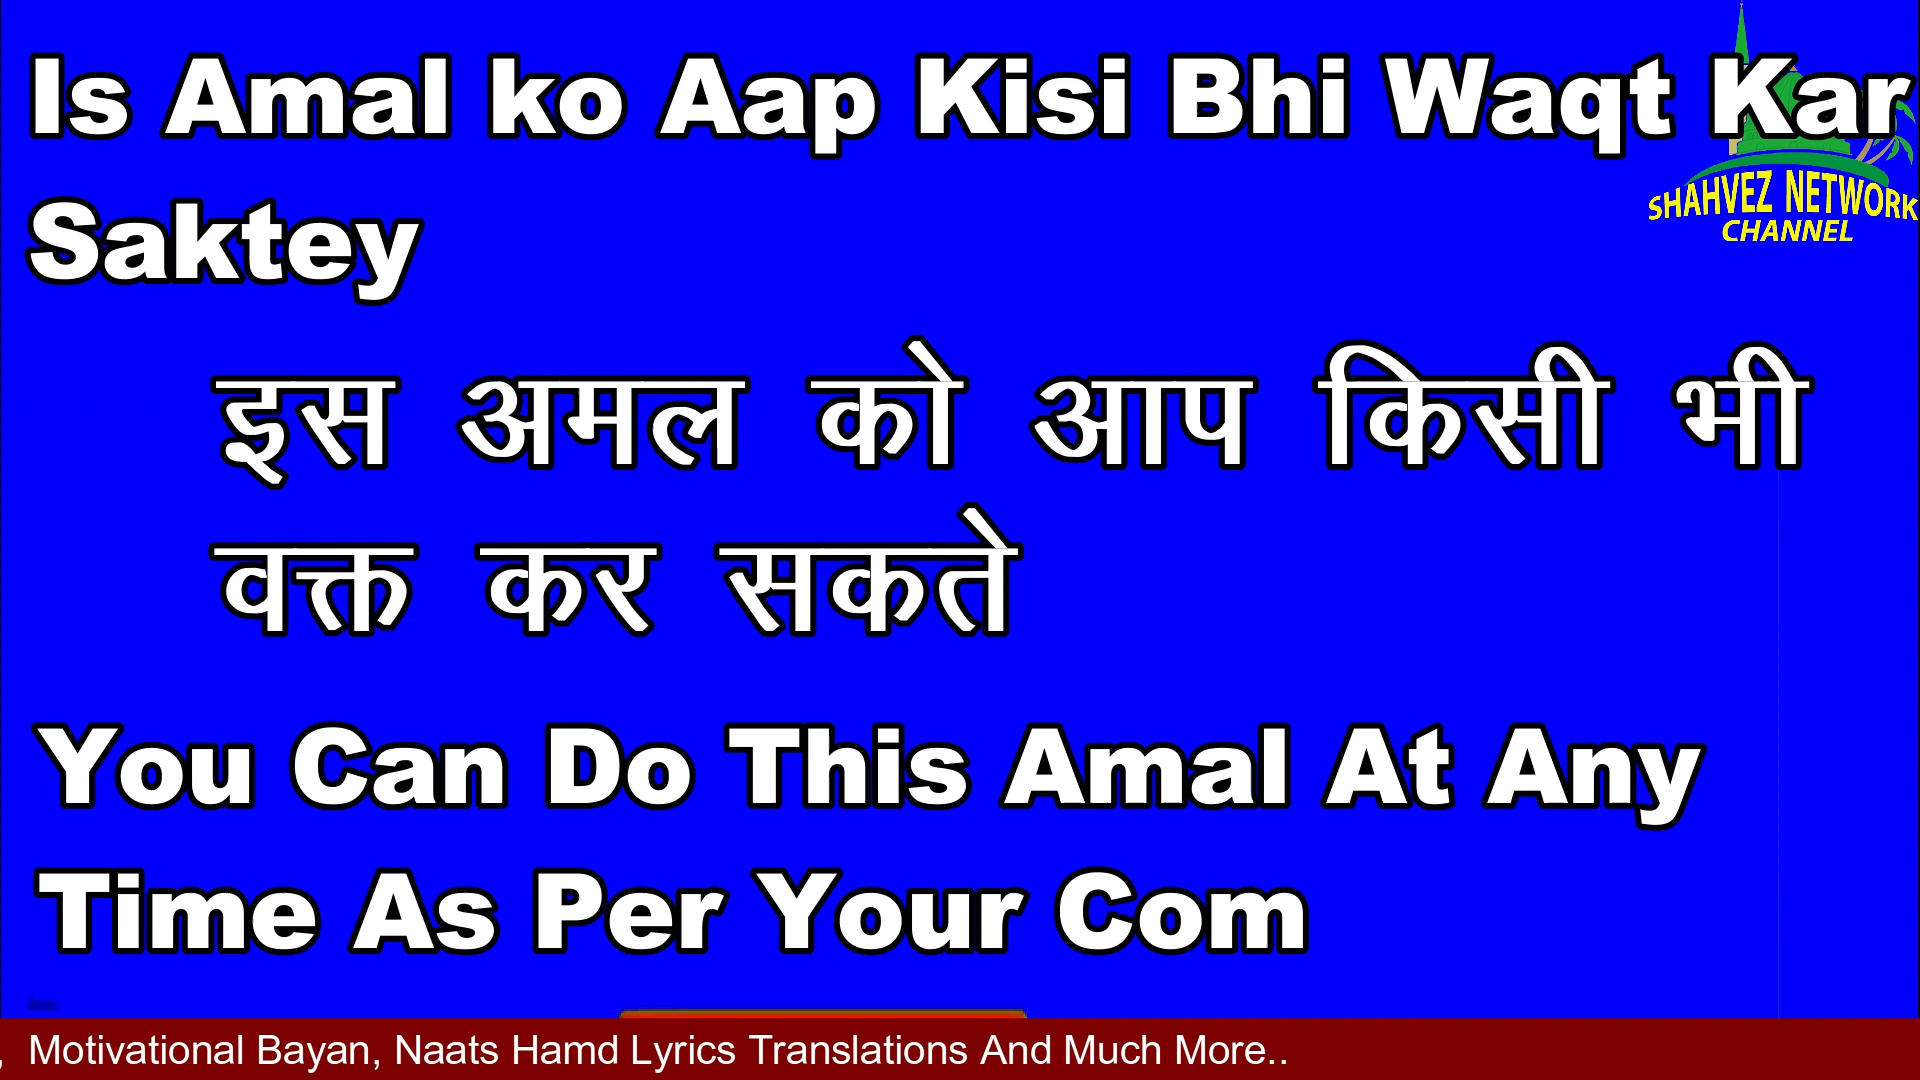 Is Amal ko Aap Kisi Bhi Waqt Kar
Saktey
SHAHVEZ NETWORK
CHANNEL
इस अमल को आप किसी भी
वक्त कर सकते
You Can Do This Amal At Any
Time As Per Your Com
, Motivational Bayan, Naats Hamd Lyrics Translations And Much More..